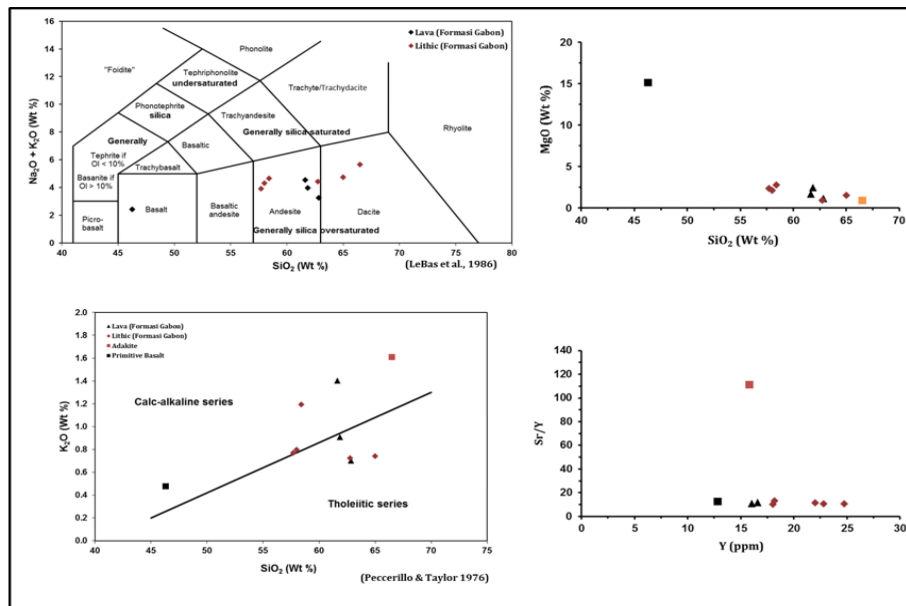 16
14
12
10
8
6
4
2
0
Na₂O + K₂O (Wt %)
◆ Lava (Formasi Gabon)
◆ Lithic (Formasi Gabon)
Phonolite
"Foidite"
Tephriphonolite
undersaturated
Trachyte/Trachydacite
Phonotephrite
silica
Trachyandesite
Generally silica saturated
Rhyolite
Generally
Basaltic
Tephrite if
Ol < 10%
Trachybasalt
Basanite if
Ol > 10%
Picro-
basalt
Basalt
Basaltic
andesite
Andesite
Dacite
Generally silica oversaturated
40 45 50 55 60 65 70 75 80
SiO₂ (Wt %)
(LeBas et al., 1986)
20
15
10
5
0
MgO (Wt %)
40 45 50 55 60 65 70
SiO₂ (Wt %)
2.0
1.8
1.6
1.4
1.2
1.0
0.8
0.6
0.4
0.2
0.0
K₂O (Wt %)
▲ Lava (Formasi Gabon)
◆ Lithic (Formasi Gabon)
■ Adakite
■ Primitive Basalt
Calc-alkaline series
Tholeiitic series
40 45 50 55 60 65 70 75
SiO₂ (Wt %)
(Peccerillo & Taylor 1976)
140
120
100
80
60
40
20
0
Sr/Y
0 5 10 15 20 25 30
Y (ppm)